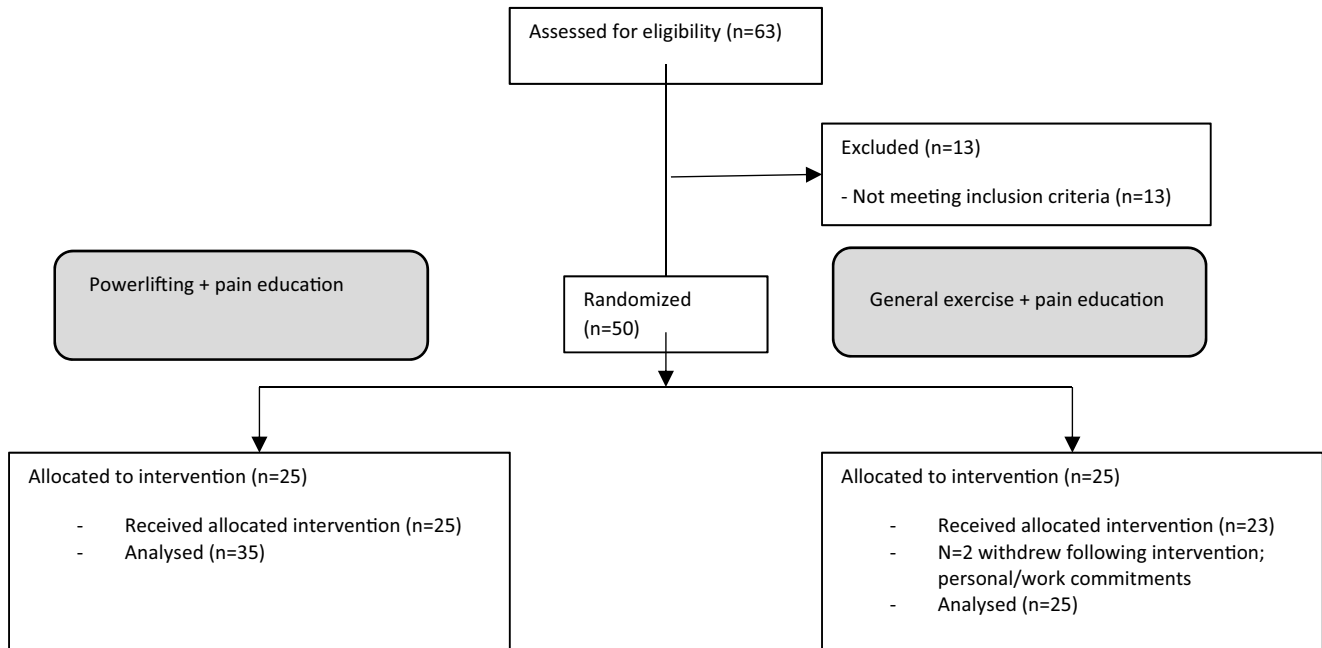 Assessed for eligibility (n=63)
Excluded (n=13)
- Not meeting inclusion criteria (n=13)
Powerlifting + pain education
Randomized
(n=50)
General exercise + pain education
Allocated to intervention (n=25)
- Received allocated intervention (n=25)
- Analysed (n=35)
Allocated to intervention (n=25)
- Received allocated intervention (n=23)
- N=2 withdrew following intervention;
personal/work commitments
- Analysed (n=25)